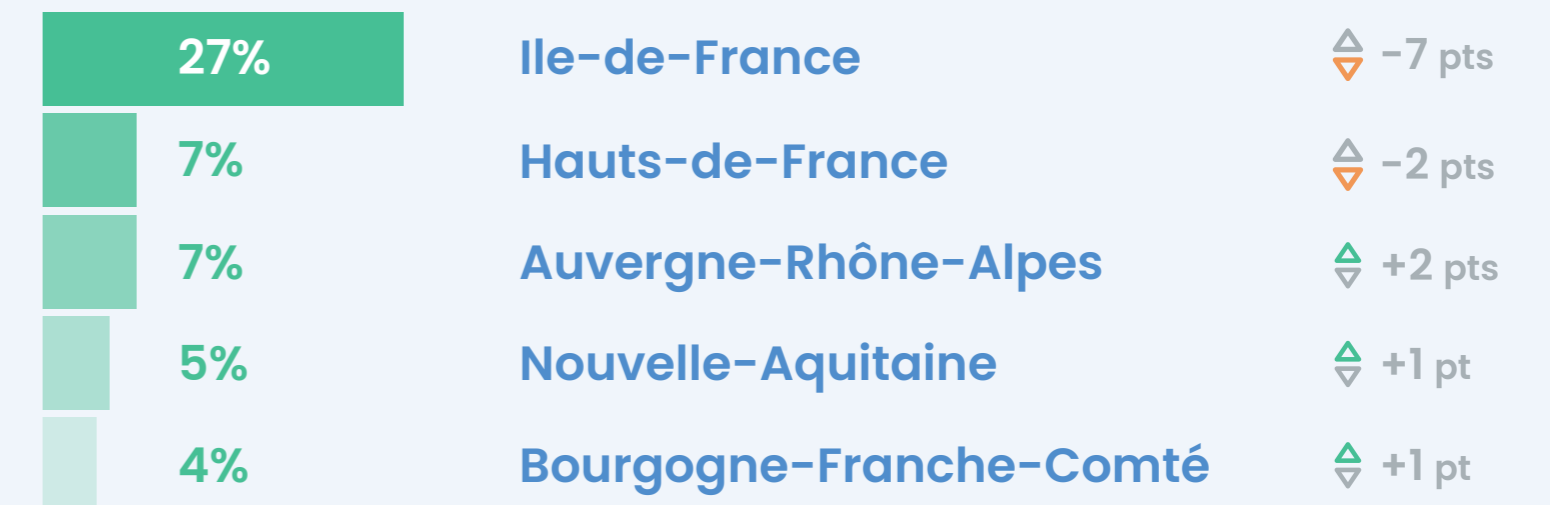 27% Ile-de-France -7 pts
7% Hauts-de-France -2 pts
7% Auvergne-Rhône-Alpes +2 pts
5% Nouvelle-Aquitaine +1 pt
4% Bourgogne-Franche-Comté +1 pt